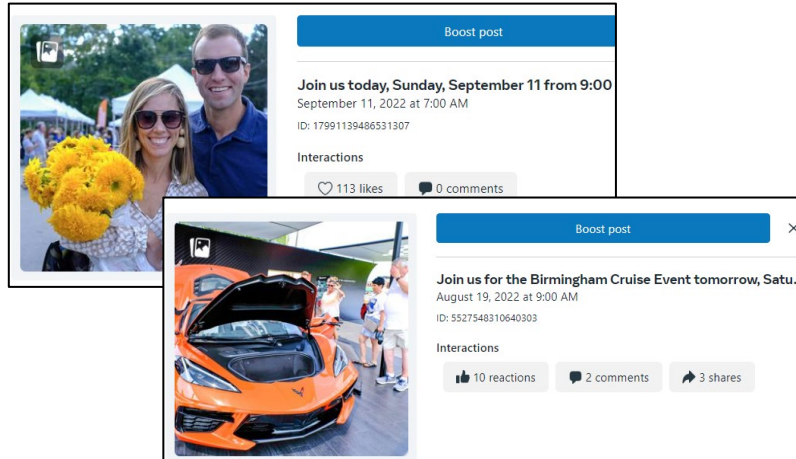 Boost post
Join us today, Sunday, September 11 from 9:00
September 11, 2022 at 7:00 AM
ID: 17991139486531307
Interactions
113 likes
0 comments
Boost post
Join us for the Birmingham Cruise Event tomorrow, Satu...
August 19, 2022 at 9:00 AM
ID: 5527548310640303
Interactions
10 reactions
2 comments
3 shares